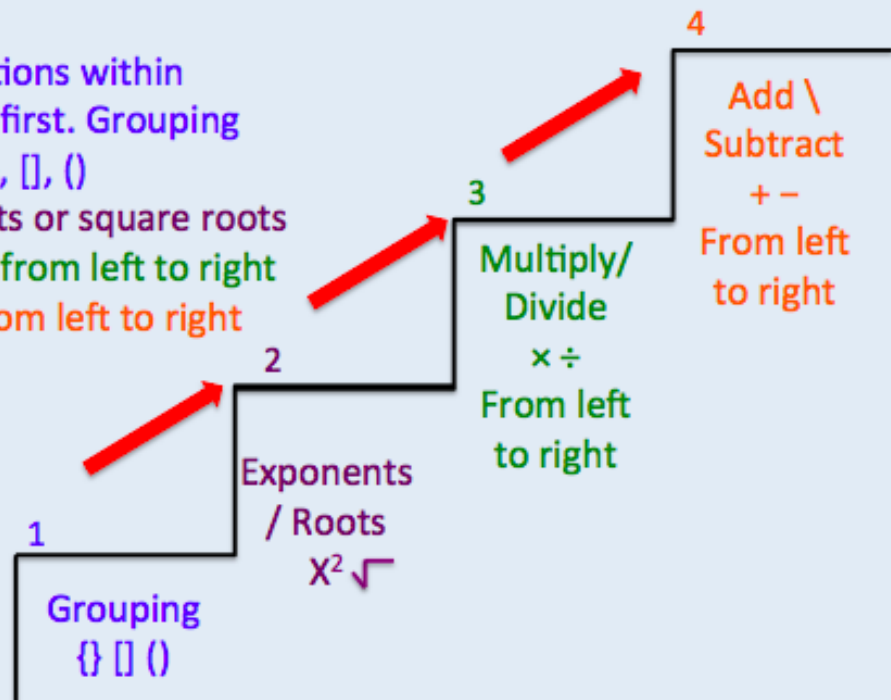 tions within
first. Grouping
, [], ()
ts or square roots
from left to right
om left to right
4
Add \
Subtract
+ −
From left
to right
3
Multiply/
Divide
× ÷
From left
to right
2
Exponents
/ Roots
X² √
1
Grouping
{} [] ()